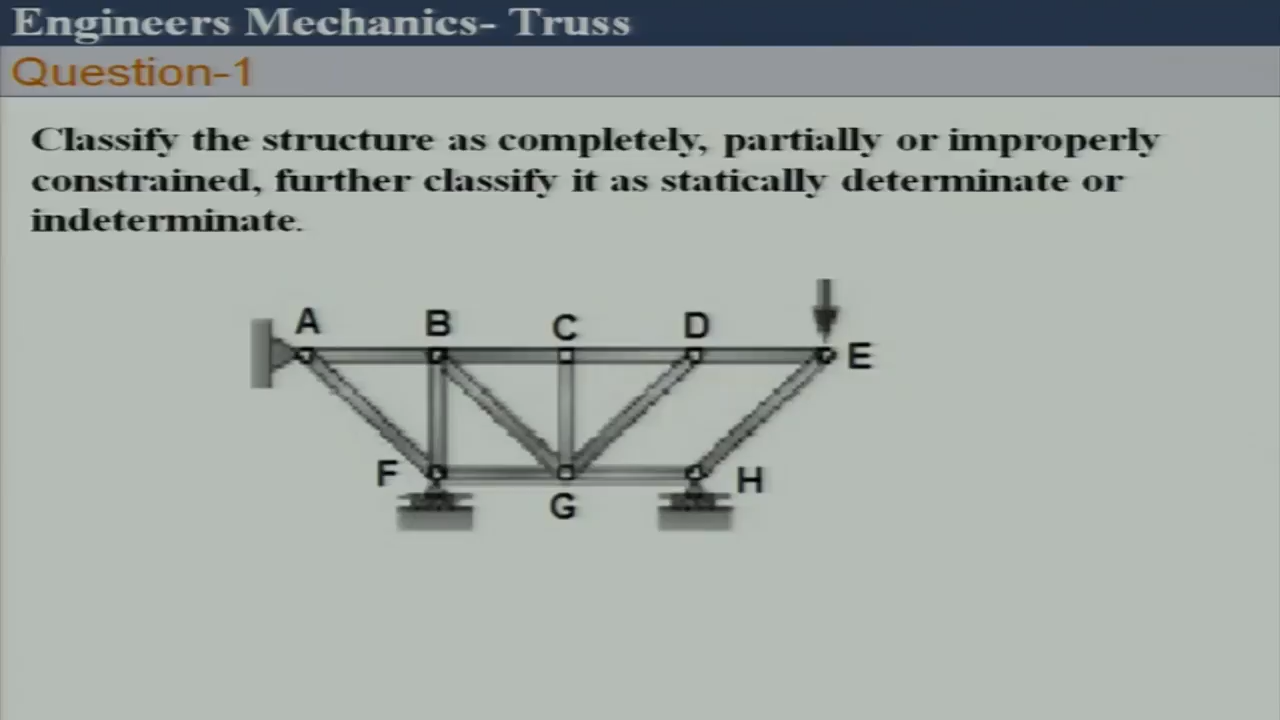 Engineers Mechanics- Truss
Question-1
Classify the structure as completely, partially or improperly
constrained, further classify it as statically determinate or
indeterminate.
A B C D
E
F G H